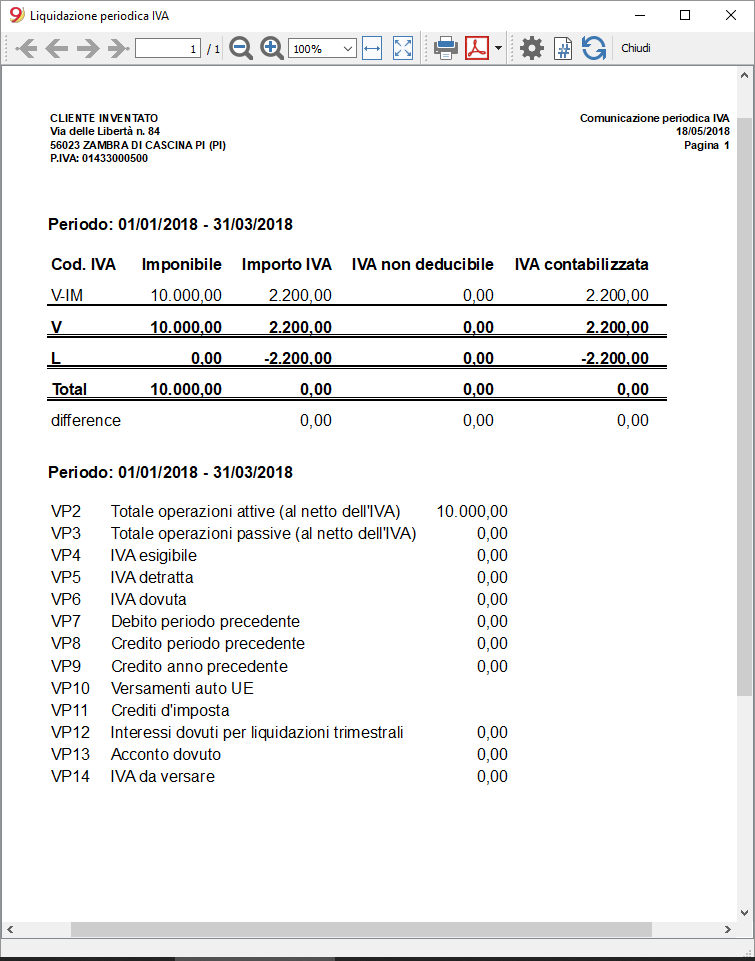 Liquidazione periodica IVA
1 / 1 100% Chiudi
CLIENTE INVENTATO
Via delle Libertà n. 84
56023 ZAMBRA DI CASCINA PI (PI)
P.IVA: 01433000500
Comunicazione periodica IVA
18/05/2018
Pagina 1
Periodo: 01/01/2018 - 31/03/2018
Cod. IVA Imponibile Importo IVA IVA non deducibile IVA contabilizzata
V-IM 10.000,00 2.200,00 0,00 2.200,00
V 10.000,00 2.200,00 0,00 2.200,00
L 0,00 -2.200,00 0,00 -2.200,00
Total 10.000,00 0,00 0,00 0,00
difference 0,00 0,00 0,00
Periodo: 01/01/2018 - 31/03/2018
VP2 Totale operazioni attive (al netto dell'IVA) 10.000,00
VP3 Totale operazioni passive (al netto dell'IVA) 0,00
VP4 IVA esigibile 0,00
VP5 IVA detratta 0,00
VP6 IVA dovuta 0,00
VP7 Debito periodo precedente 0,00
VP8 Credito periodo precedente 0,00
VP9 Credito anno precedente 0,00
VP10 Versamenti auto UE
VP11 Crediti d'imposta
VP12 Interessi dovuti per liquidazioni trimestrali 0,00
VP13 Acconto dovuto 0,00
VP14 IVA da versare 0,00